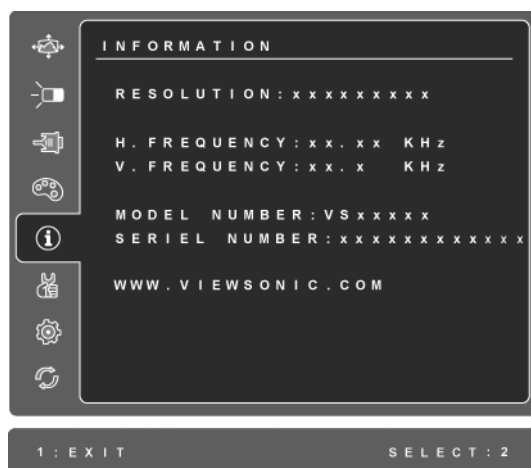 INFORMATION
RESOLUTION:xxxxxxxxx
H. FREQUENCY:xx.xx KHz
V. FREQUENCY:xx.x KHz
MODEL NUMBER:VSxxxxx
SERIEL NUMBER:xxxxxxxxxxxx
WWW.VIEWSONIC.COM
1:EXIT SELECT:2